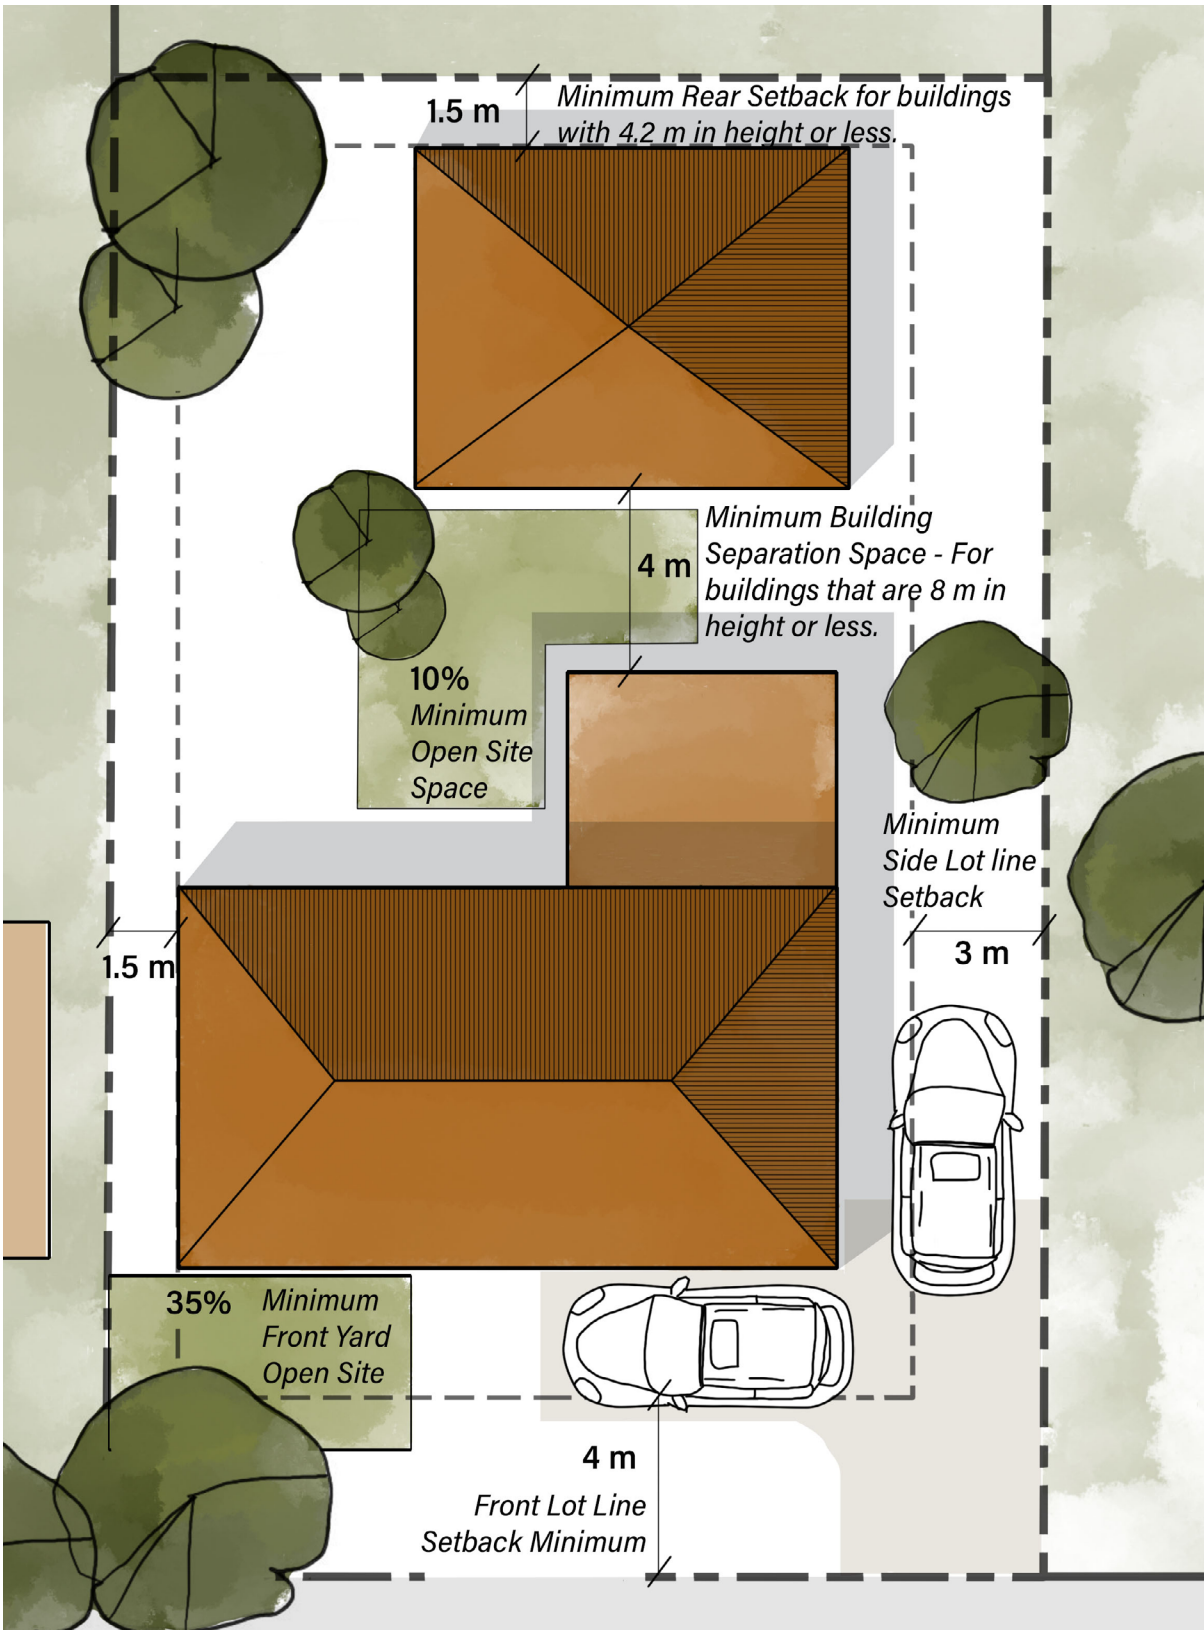 1.5 m
Minimum Rear Setback for buildings
with 4.2 m in height or less.
4 m
Minimum Building
Separation Space - For
buildings that are 8 m in
height or less.
10%
Minimum
Open Site
Space
Minimum
Side Lot line
Setback
1.5 m
3 m
35%
Minimum
Front Yard
Open Site
4 m
Front Lot Line
Setback Minimum